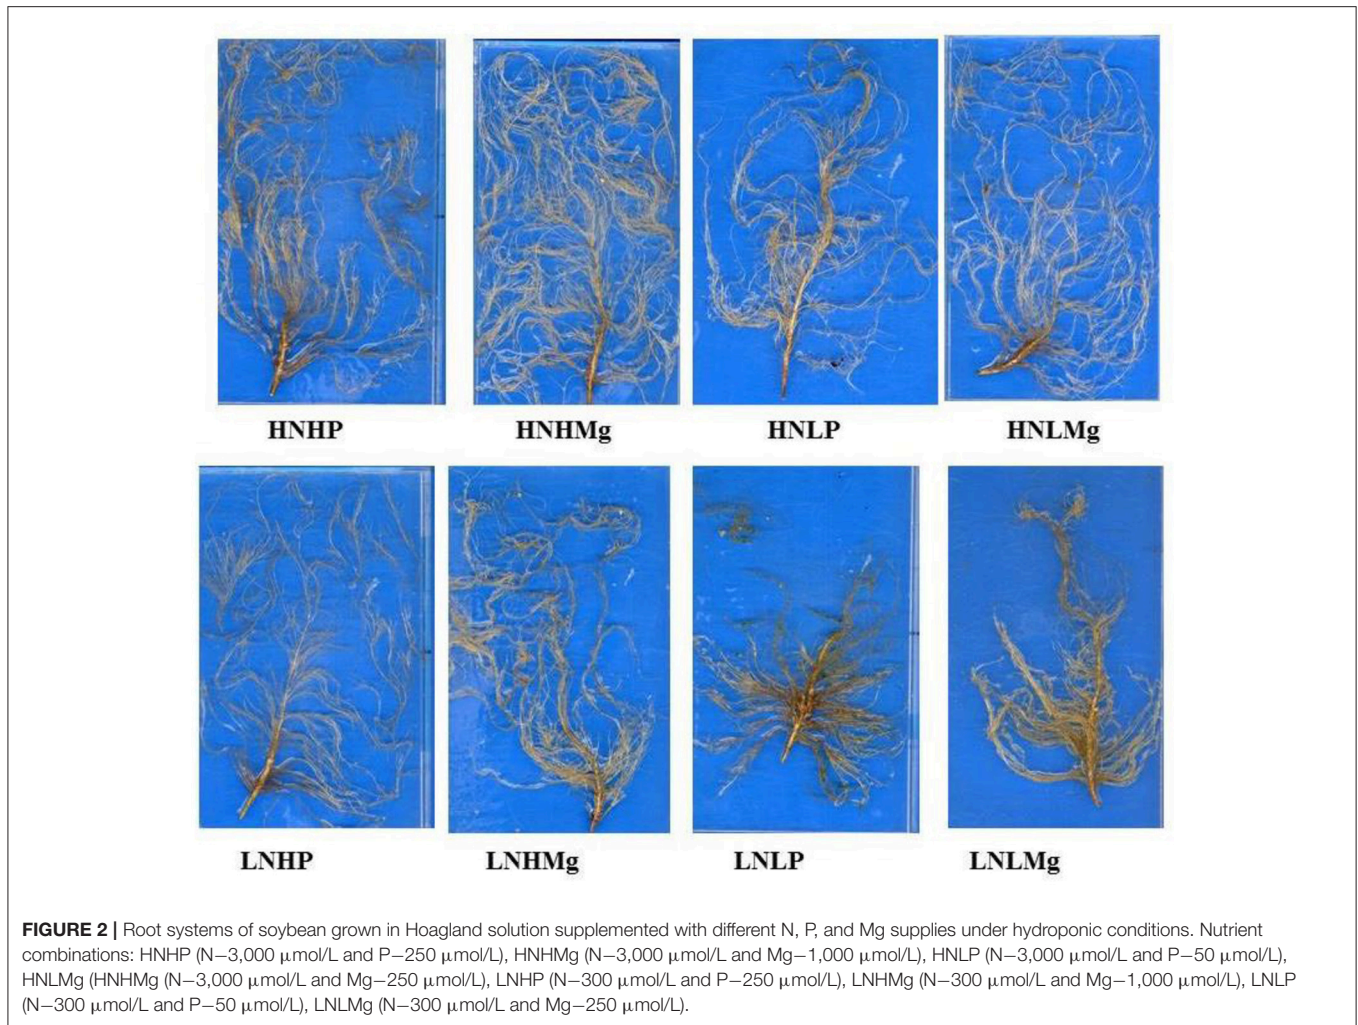 HNHP HNHMg HNLP HNLMg
LNHP LNHMg LNLP LNLMg
FIGURE 2 | Root systems of soybean grown in Hoagland solution supplemented with different N, P, and Mg supplies under hydroponic conditions. Nutrient
combinations: HNHP (N–3,000 μmol/L and P–250 μmol/L), HNHMg (N–3,000 μmol/L and Mg–1,000 μmol/L), HNLP (N–3,000 μmol/L and P–50 μmol/L),
HNLMg (HNHMg (N–3,000 μmol/L and Mg–250 μmol/L), LNHP (N–300 μmol/L and P–250 μmol/L), LNHMg (N–300 μmol/L and Mg–1,000 μmol/L), LNLP
(N–300 μmol/L and P–50 μmol/L), LNLMg (N–300 μmol/L and Mg–250 μmol/L).